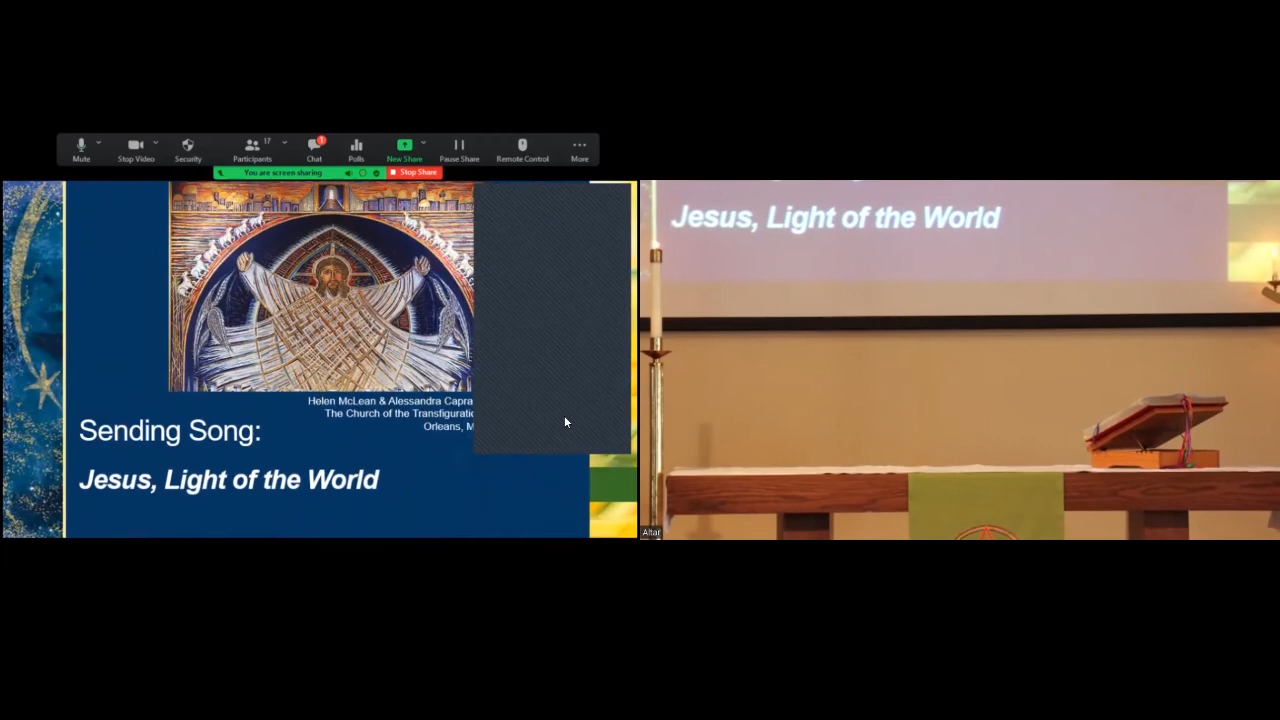 Mute
Stop Video
Security
17
Participants
1
Chat
Polls
New Share
Pause Share
Remote Control
More
You are screen sharing
Stop Share
Helen McLean & Alessandra Capra
The Church of the Transfiguratio
Orleans, M
Sending Song:
Jesus, Light of the World
Jesus, Light of the World
Altar